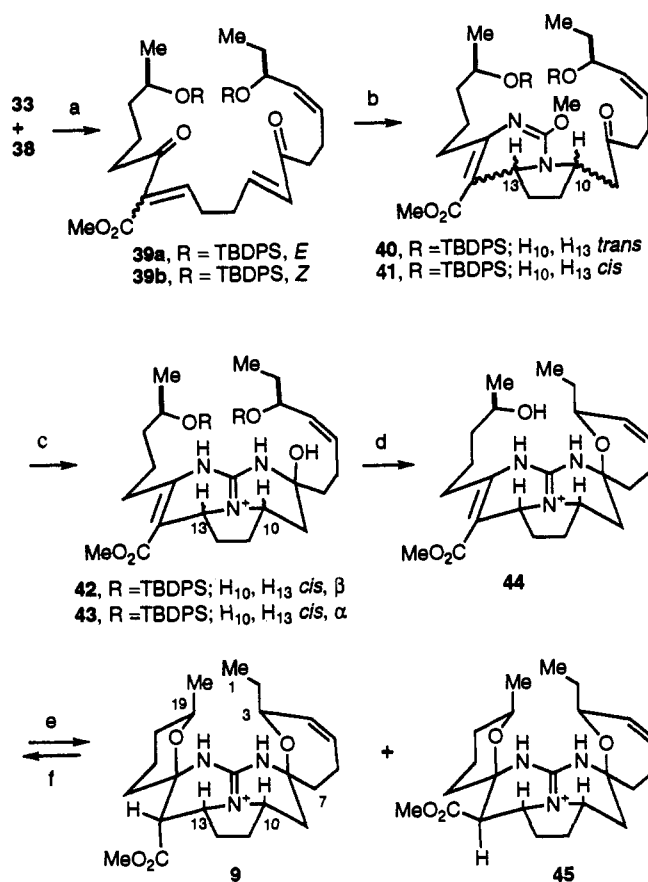 33 + 38
a
Me
OR
O
MeO2C
Me
RO
O
39a, R = TBDPS, E
39b, R = TBDPS, Z
b
Me
OR
N
H
MeO2C
13
N
Me
RO
OMe
O
H
10
40, R =TBDPS; H10, H13 trans
41, R =TBDPS; H10, H13 cis
c
Me
OR
H
N
H
MeO2C
13
N+
Me
RO
H
N
OH
H
10
42, R =TBDPS; H10, H13 cis, β
43, R =TBDPS; H10, H13 cis, α
d
Me
OH
H
N
H
MeO2C
N+
Me
O
H
N
H
44
e
f
Me
19
O
H
N
H
H
13
MeO2C
N+
Me
1
3
O
H
N
7
H
10
9
+
Me
O
H
N
H
MeO2C
H
N+
Me
O
H
N
H
45